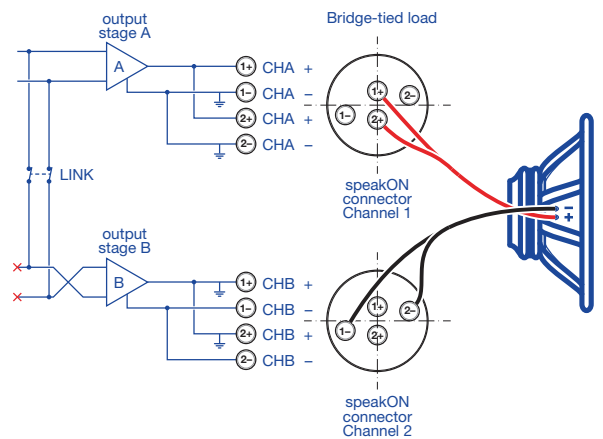 output
stage A
A
1+ CHA +
1– CHA –
2+ CHA +
2– CHA –
LINK
output
stage B
B
1+ CHB +
1– CHB –
2+ CHB +
2– CHB –
Bridge-tied load
1+
2–
1–
2+
speakON
connector
Channel 1
1+
2–
1–
2+
speakON
connector
Channel 2
–
+